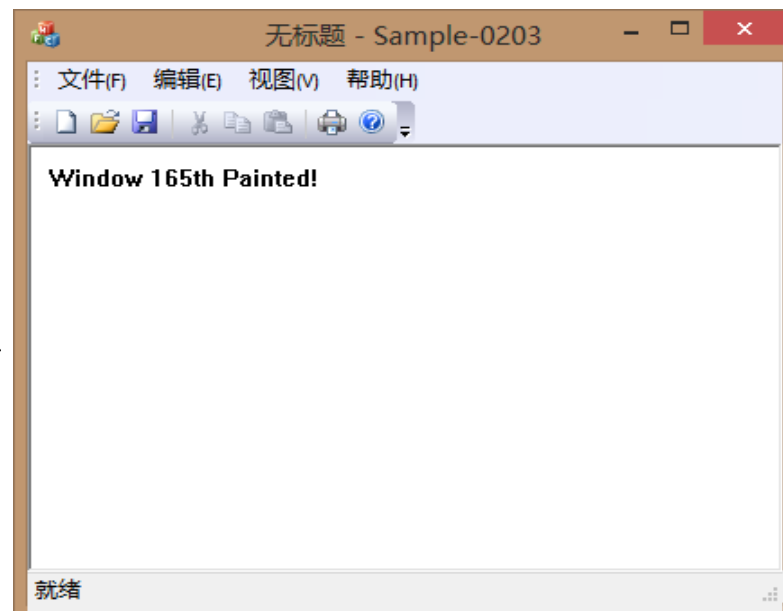 无标题 - Sample-0203
文件(F) 编辑(E) 视图(V) 帮助(H)
Window 165th Painted!
就绪